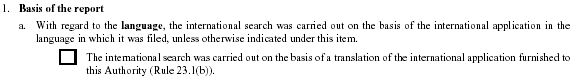 1. Basis of the report
a. With regard to the language, the international search was carried out on the basis of the international application in the
language in which it was filed, unless otherwise indicated under this item.
The international search was carried out on the basis of a translation of the international application furnished to
this Authority (Rule 23.1(b)).